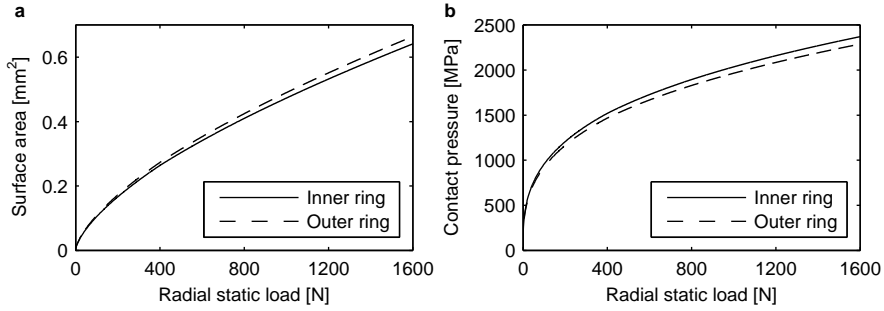 a
Surface area [mm²]
0.6
0.4
0.2
0
0 400 800 1200 1600
Radial static load [N]
Inner ring
Outer ring
b
Contact pressure [MPa]
2500
2000
1500
1000
500
0
0 400 800 1200 1600
Radial static load [N]
Inner ring
Outer ring